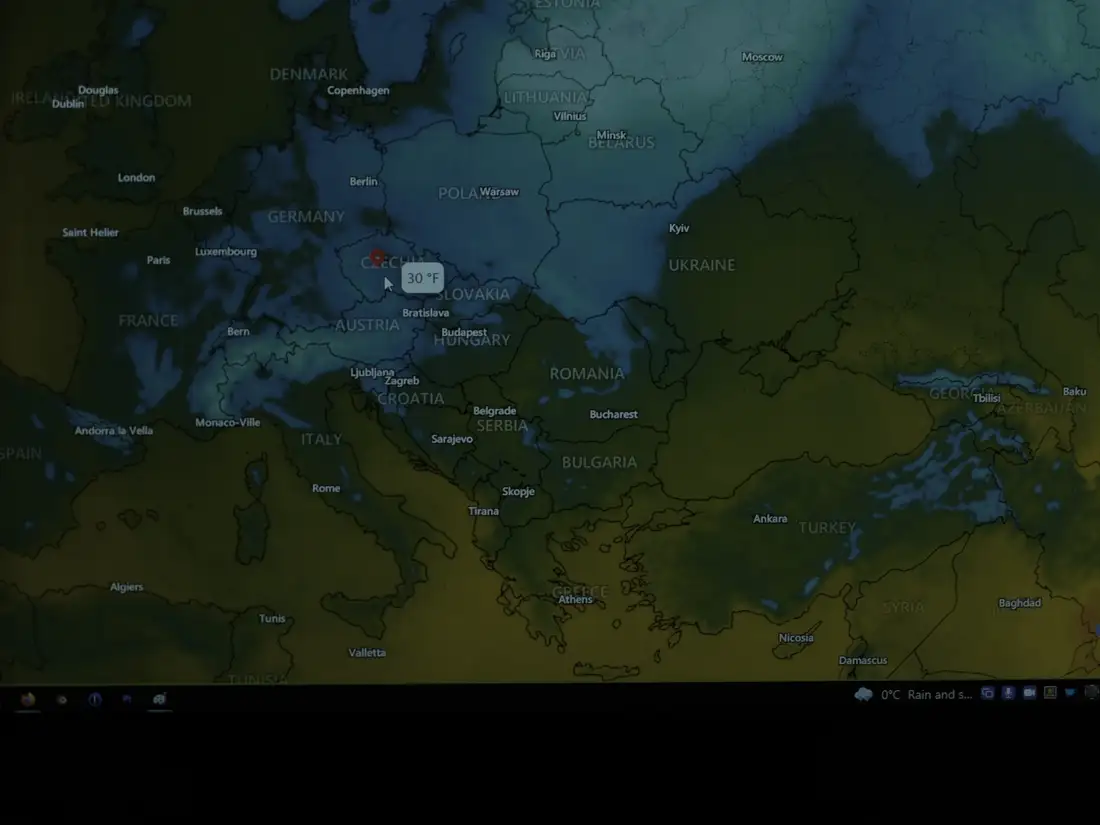 ESTONIA
Riga
LATVIA
Moscow
DENMARK
Copenhagen
Douglas
IRELAND
UNITED KINGDOM
Dublin
LITHUANIA
Vilnius
Minsk
BELARUS
London
Berlin
POLAND
Warsaw
Brussels
GERMANY
Saint Helier
Kyiv
Luxembourg
Paris
CZECHIA
UKRAINE
30 °F
SLOVAKIA
Bratislava
FRANCE
AUSTRIA
Bern
Budapest
HUNGARY
Ljubljana
ROMANIA
Zagreb
CROATIA
GEORGIA
Tbilisi
Baku
AZERBAIJAN
Belgrade
Bucharest
SERBIA
Monaco-Ville
Andorra la Vella
ITALY
Sarajevo
SPAIN
BULGARIA
Rome
Skopje
Tirana
Ankara
TURKEY
Algiers
GREECE
Athens
Baghdad
SYRIA
Tunis
Nicosia
Valletta
Damascus
TUNISIA
0°C Rain and s...